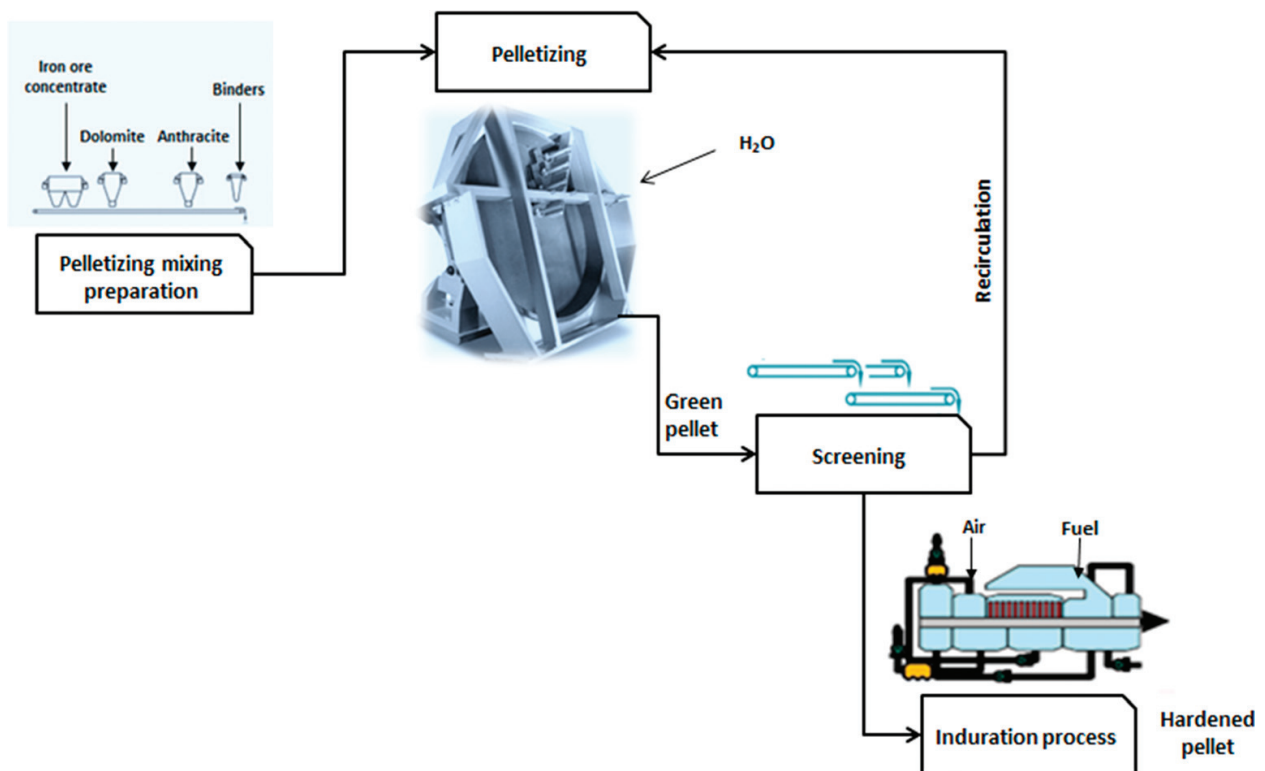 Pelletizing
Iron ore
concentrate
Binders
Dolomite
Anthracite
H₂O
Pelletizing mixing
preparation
Recirculation
Green
pellet
Screening
Air
Fuel
Induration process
Hardened
pellet